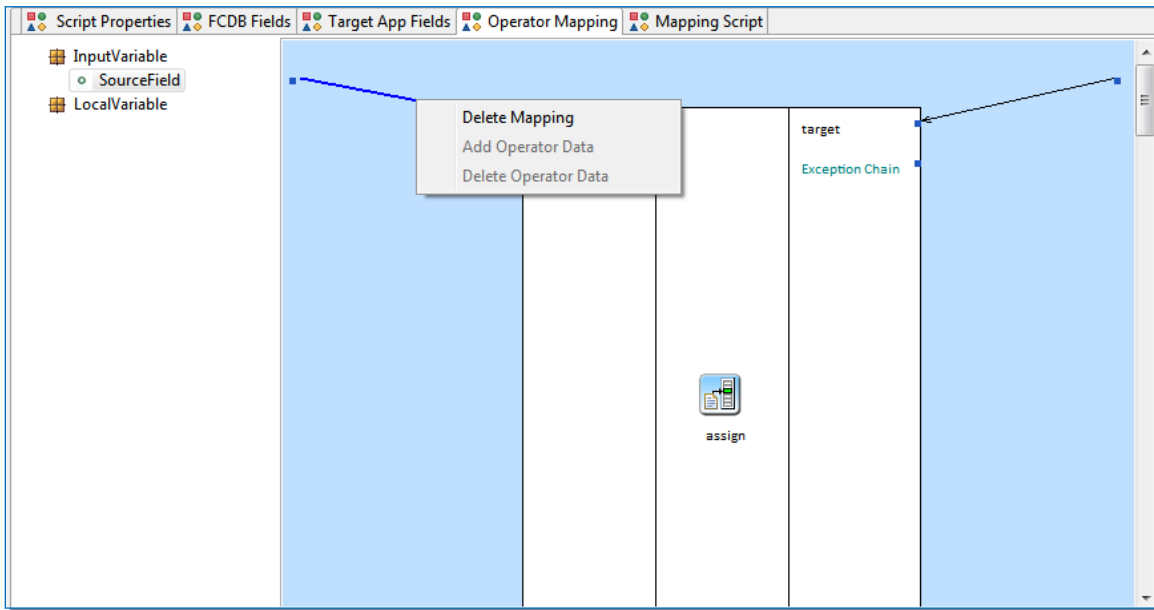 Script Properties FCDB Fields Target App Fields Operator Mapping Mapping Script
InputVariable
SourceField
LocalVariable
Delete Mapping
Add Operator Data
Delete Operator Data
target
Exception Chain
assign